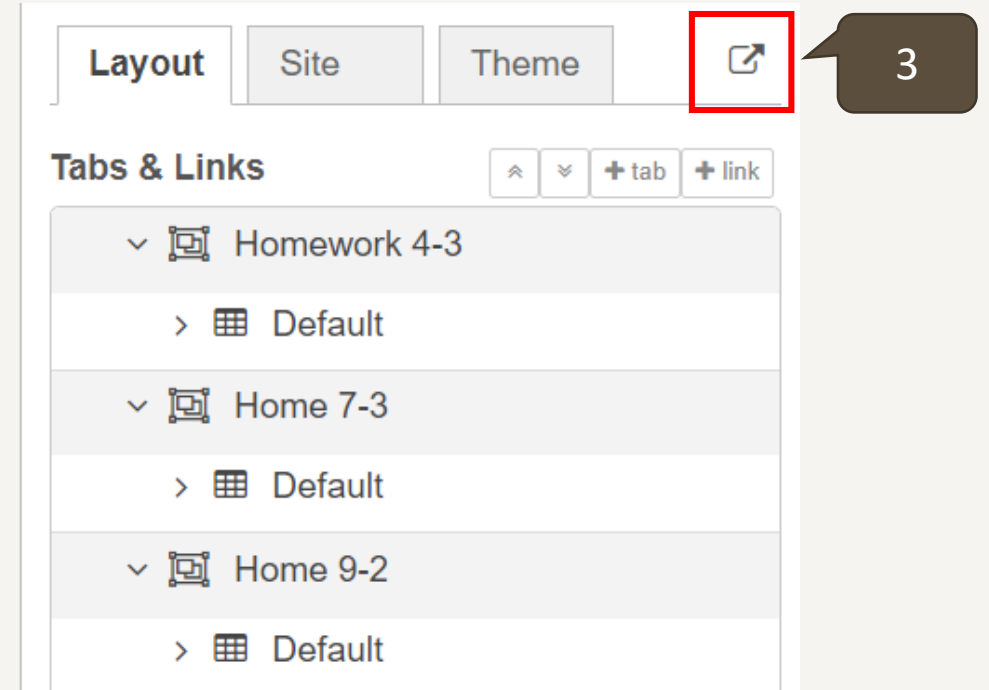 Layout Site Theme 3
Tabs & Links + tab + link
Homework 4-3
Default
Home 7-3
Default
Home 9-2
Default